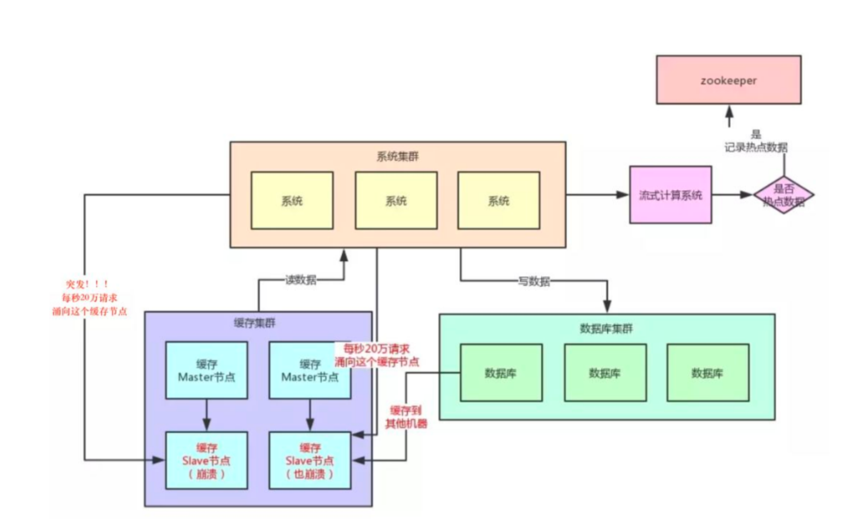 zookeeper
是
记录热点数据
系统集群
系统
系统
系统
流式计算系统
是否
热点数据
突发！！！
每秒20万请求
涌向这个缓存节点
读数据
写数据
缓存集群
数据库集群
每秒20万请求
涌向这个缓存节点
缓存
Master节点
缓存
Master节点
数据库
数据库
数据库
缓存到
其他机器
缓存
Slave节点
（崩溃）
缓存
Slave节点
（也崩溃）